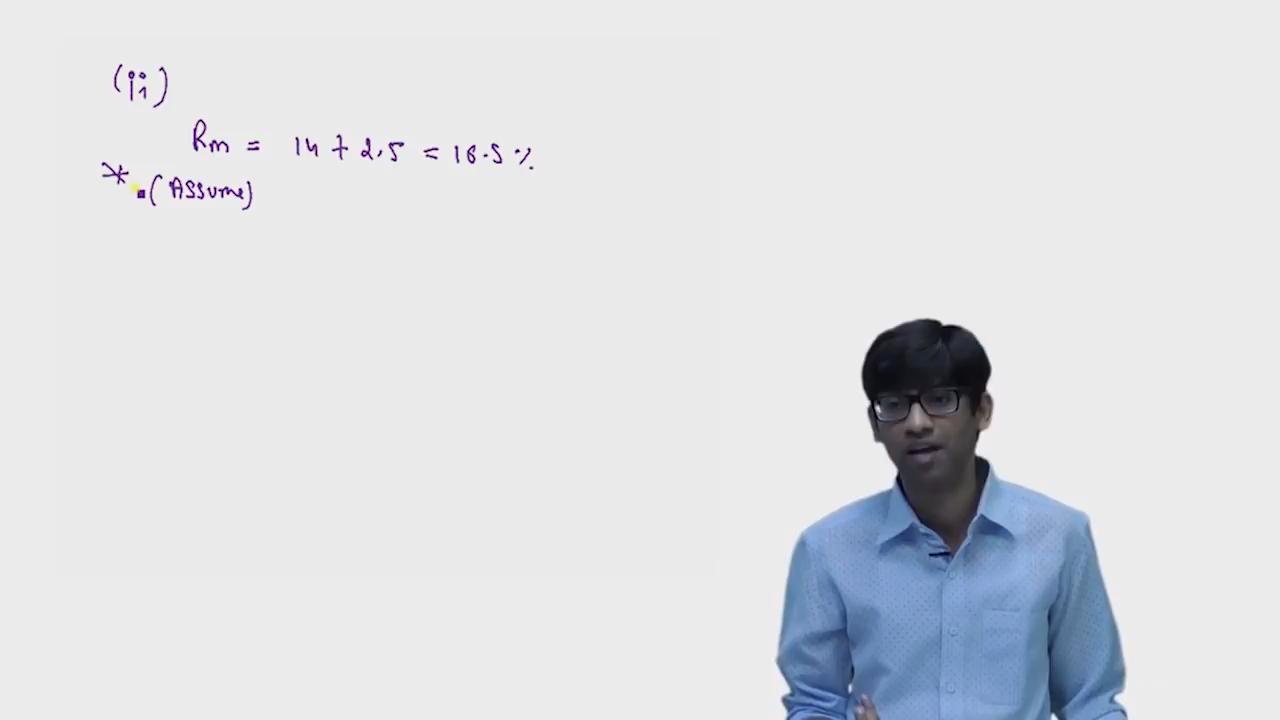 (ii)
Rm = 14 + 2.5 = 16.5 %
* (Assume)